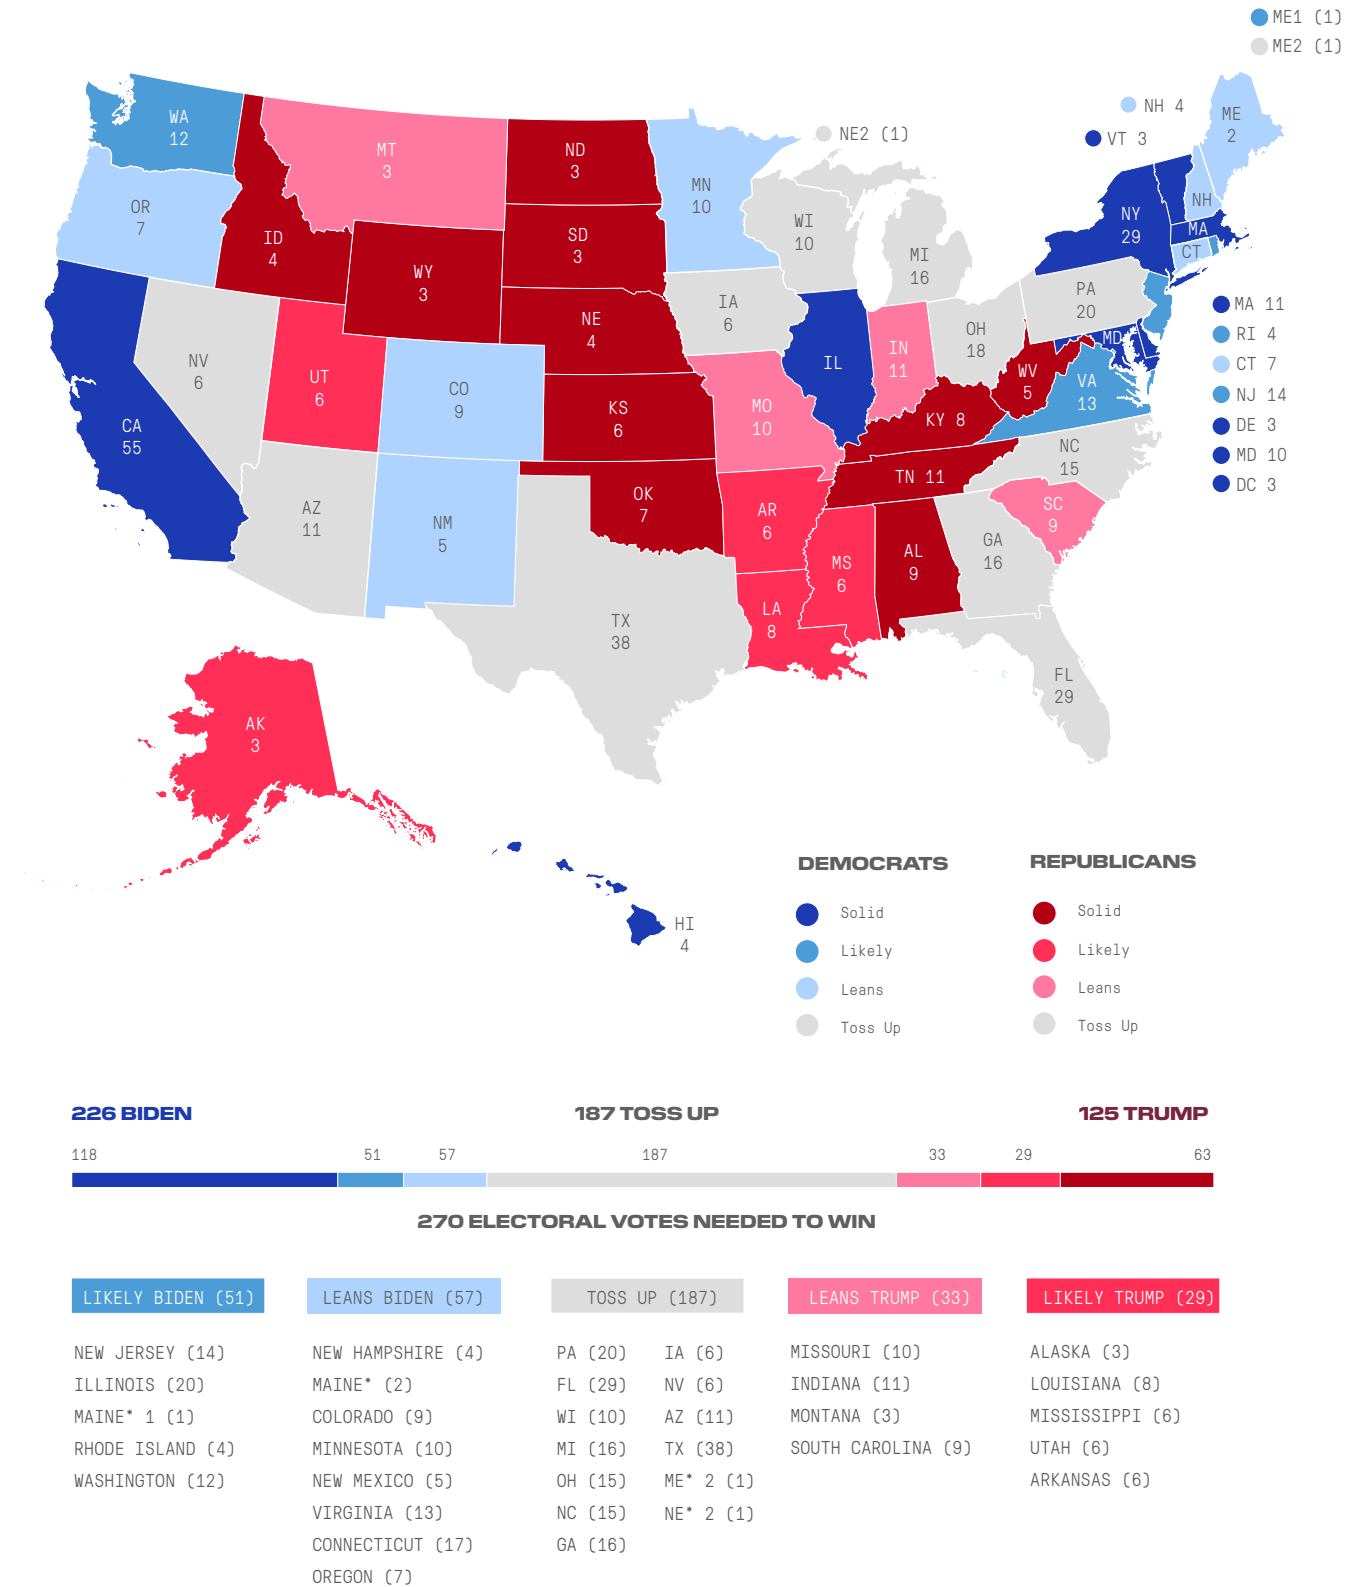 ME1 (1)
ME2 (1)
NH 4
VT 3
NE2 (1)
WA
12
OR
7
CA
55
NV
6
ID
4
MT
3
WY
3
UT
6
AZ
11
CO
9
NM
5
ND
3
SD
3
NE
4
KS
6
OK
7
TX
38
MN
10
IA
6
MO
10
AR
6
LA
8
WI
10
IL
MI
16
IN
11
OH
18
KY 8
TN 11
MS
6
AL
9
GA
16
FL
29
SC
9
NC
15
VA
13
WV
5
PA
20
NY
29
ME
2
NH
MA
CT
MD
MA 11
RI 4
CT 7
NJ 14
DE 3
MD 10
DC 3
AK
3
HI
4
DEMOCRATS
Solid
Likely
Leans
Toss Up
REPUBLICANS
Solid
Likely
Leans
Toss Up
226 BIDEN
187 TOSS UP
125 TRUMP
118
51
57
187
33
29
63
270 ELECTORAL VOTES NEEDED TO WIN
LIKELY BIDEN (51)
NEW JERSEY (14)
ILLINOIS (20)
MAINE* 1 (1)
RHODE ISLAND (4)
WASHINGTON (12)
LEANS BIDEN (57)
NEW HAMPSHIRE (4)
MAINE* (2)
COLORADO (9)
MINNESOTA (10)
NEW MEXICO (5)
VIRGINIA (13)
CONNECTICUT (17)
OREGON (7)
TOSS UP (187)
PA (20)
FL (29)
WI (10)
MI (16)
OH (15)
NC (15)
GA (16)
IA (6)
NV (6)
AZ (11)
TX (38)
ME* 2 (1)
NE* 2 (1)
LEANS TRUMP (33)
MISSOURI (10)
INDIANA (11)
MONTANA (3)
SOUTH CAROLINA (9)
LIKELY TRUMP (29)
ALASKA (3)
LOUISIANA (8)
MISSISSIPPI (6)
UTAH (6)
ARKANSAS (6)